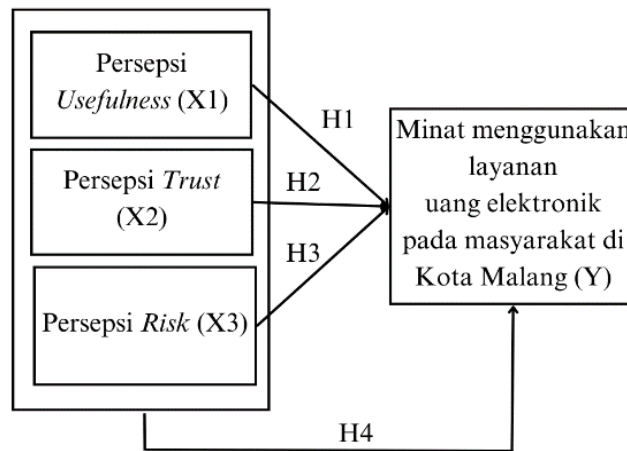 Persepsi
Usefulness (X1)
H1
Persepsi Trust
(X2)
H2
H3
Persepsi Risk (X3)
Minat menggunakan
layanan
uang elektronik
pada masyarakat di
Kota Malang (Y)
H4